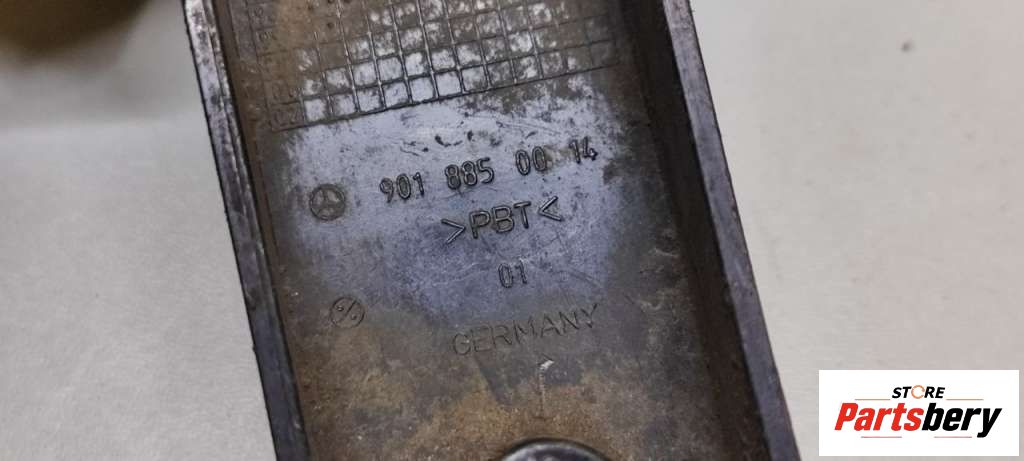 901 885 00 14
>PBT<
01
GERMANY
STORE
Partsbery